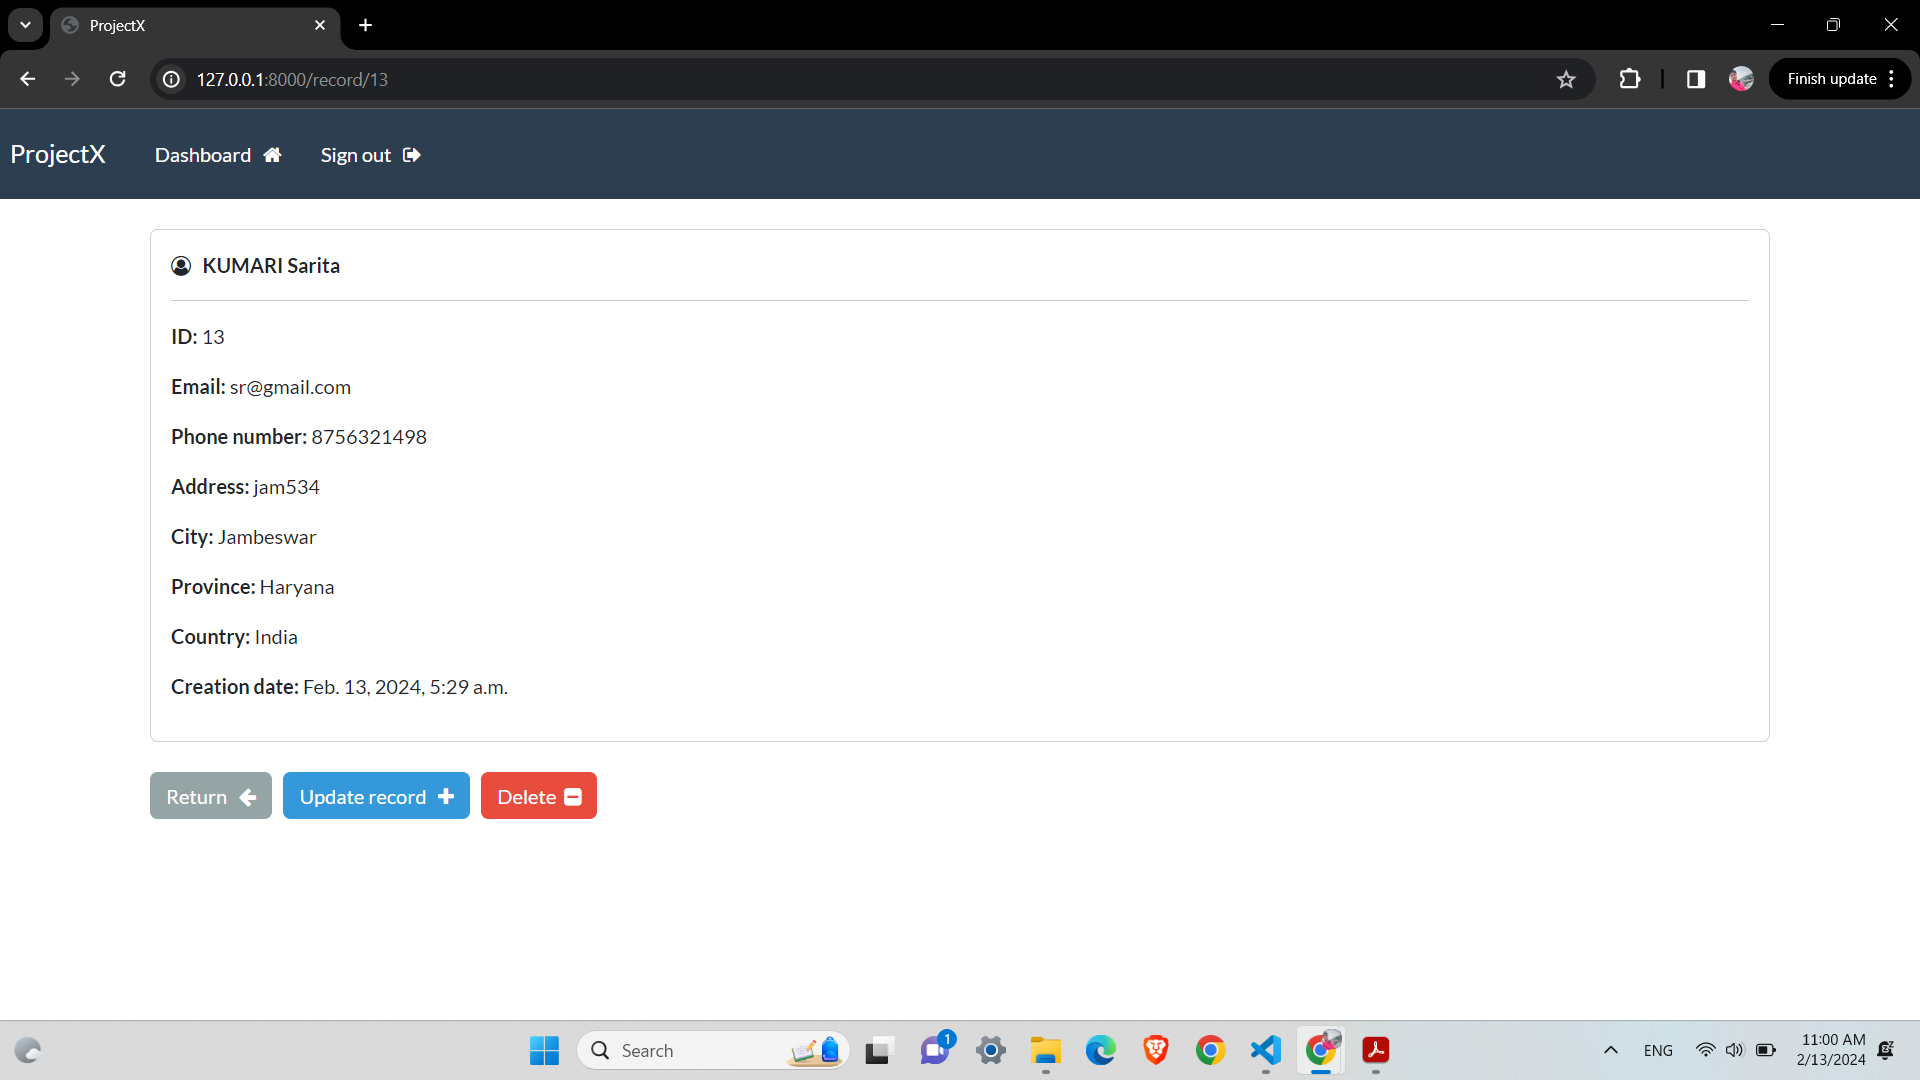 ProjectX
127.0.0.1:8000/record/13
Finish update
ProjectX Dashboard Sign out
KUMARI Sarita
ID: 13
Email: sr@gmail.com
Phone number: 8756321498
Address: jam534
City: Jambeswar
Province: Haryana
Country: India
Creation date: Feb. 13, 2024, 5:29 a.m.
Return Update record Delete
Search
1
ENG
11:00 AM
2/13/2024